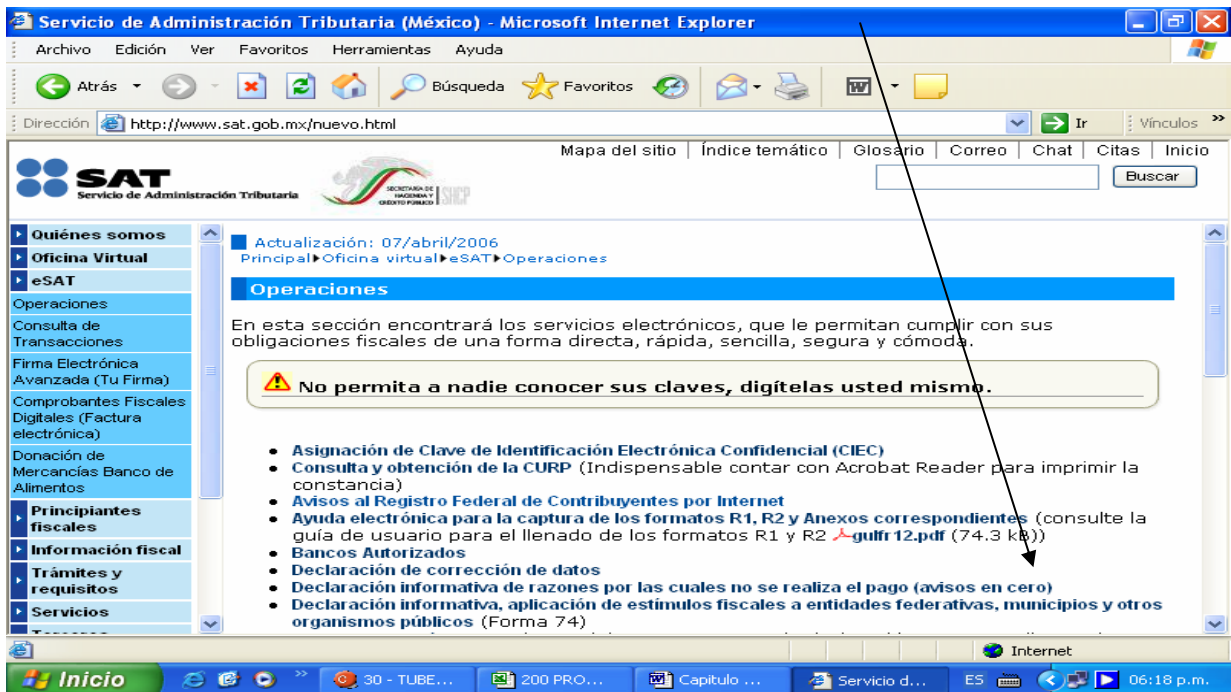 Servicio de Administración Tributaria (México) - Microsoft Internet Explorer
Archivo Edición Ver Favoritos Herramientas Ayuda
Atrás Búsqueda Favoritos
Dirección http://www.sat.gob.mx/nuevo.html Ir Vínculos »
Mapa del sitio | Índice temático | Glosario | Correo | Chat | Citas | Inicio
SAT
Servicio de Administración Tributaria
SECRETARÍA DE
HACIENDA Y
CRÉDITO PÚBLICO
SHCP
Buscar
Quiénes somos
Oficina Virtual
eSAT
Operaciones
Consulta de
Transacciones
Firma Electrónica
Avanzada (Tu Firma)
Comprobantes Fiscales
Digitales (Factura
electrónica)
Donación de
Mercancías Banco de
Alimentos
Principiantes
fiscales
Información fiscal
Trámites y
requisitos
Servicios
Actualización: 07/abril/2006
Principal Oficina virtual eSAT Operaciones
Operaciones
En esta sección encontrará los servicios electrónicos, que le permitan cumplir con sus
obligaciones fiscales de una forma directa, rápida, sencilla, segura y cómoda.
No permita a nadie conocer sus claves, digítelas usted mismo.
Asignación de Clave de Identificación Electrónica Confidencial (CIEC)
Consulta y obtención de la CURP (Indispensable contar con Acrobat Reader para imprimir la
constancia)
Avisos al Registro Federal de Contribuyentes por Internet
Ayuda electrónica para la captura de los formatos R1, R2 y Anexos correspondientes (consulte la
guía de usuario para el llenado de los formatos R1 y R2 gulfr12.pdf (74.3 kB))
Bancos Autorizados
Declaración de corrección de datos
Declaración informativa de razones por las cuales no se realiza el pago (avisos en cero)
Declaración informativa, aplicación de estímulos fiscales a entidades federativas, municipios y otros
organismos públicos (Forma 74)
Internet
Inicio » 30 - TUBE... 200 PRO... Capitulo ... Servicio d... ES 06:18 p.m.